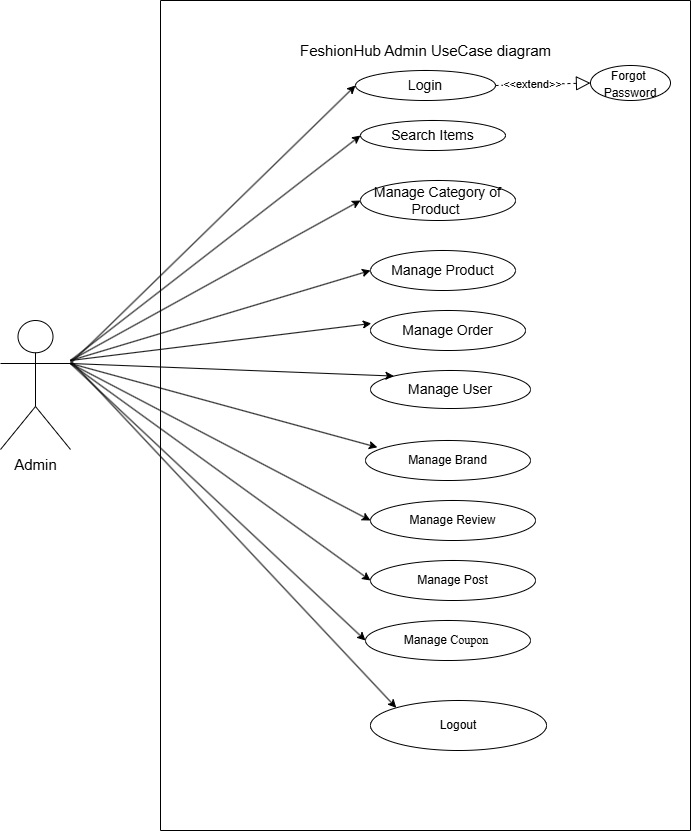 FeshionHub Admin UseCase diagram
Login
<<extend>>
Forgot
Password
Search Items
Manage Category of
Product
Manage Product
Manage Order
Manage User
Admin
Manage Brand
Manage Review
Manage Post
Manage Coupon
Logout